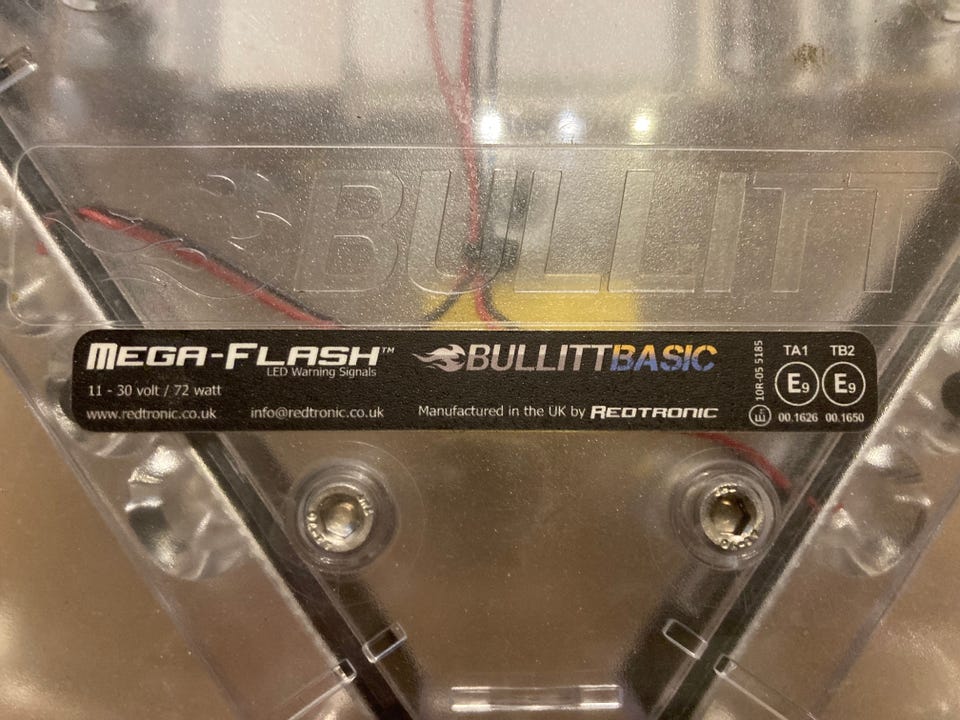 BULLITT
MEGA-FLASH™ BULLITTBASIC
LED Warning Signals
11 - 30 volt / 72 watt
www.redtronic.co.uk info@redtronic.co.uk Manufactured in the UK by REDTRONIC
10R-05 5185
TA1 TB2
E9 E9
00.1626 00.1650